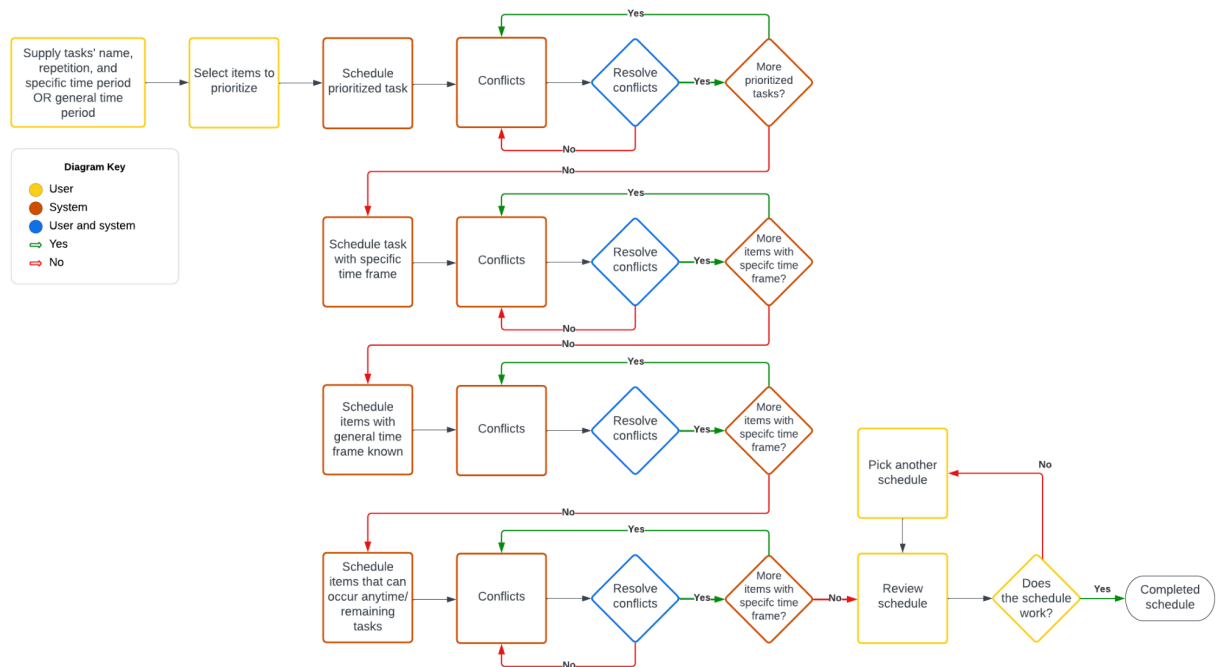 Yes
Supply tasks' name,
repetition, and
specific time period
OR general time
period
Select items to
prioritize
Schedule
prioritized task
Conflicts
Resolve
conflicts
Yes
More
prioritized
tasks?
No
No
Diagram Key
User
System
User and system
Yes
No
Yes
Schedule task
with specific
time frame
Conflicts
Resolve
conflicts
Yes
More
items with
specifc time
frame?
No
No
Yes
Schedule
items with
general time
frame known
Conflicts
Resolve
conflicts
Yes
More
items with
specifc time
frame?
No
Pick another
schedule
No
Yes
Schedule
items that can
occur anytime/
remaining
tasks
Conflicts
Resolve
conflicts
Yes
More
items with
specifc time
frame?
No
Review
schedule
Does
the schedule
work?
Yes
Completed
schedule
No